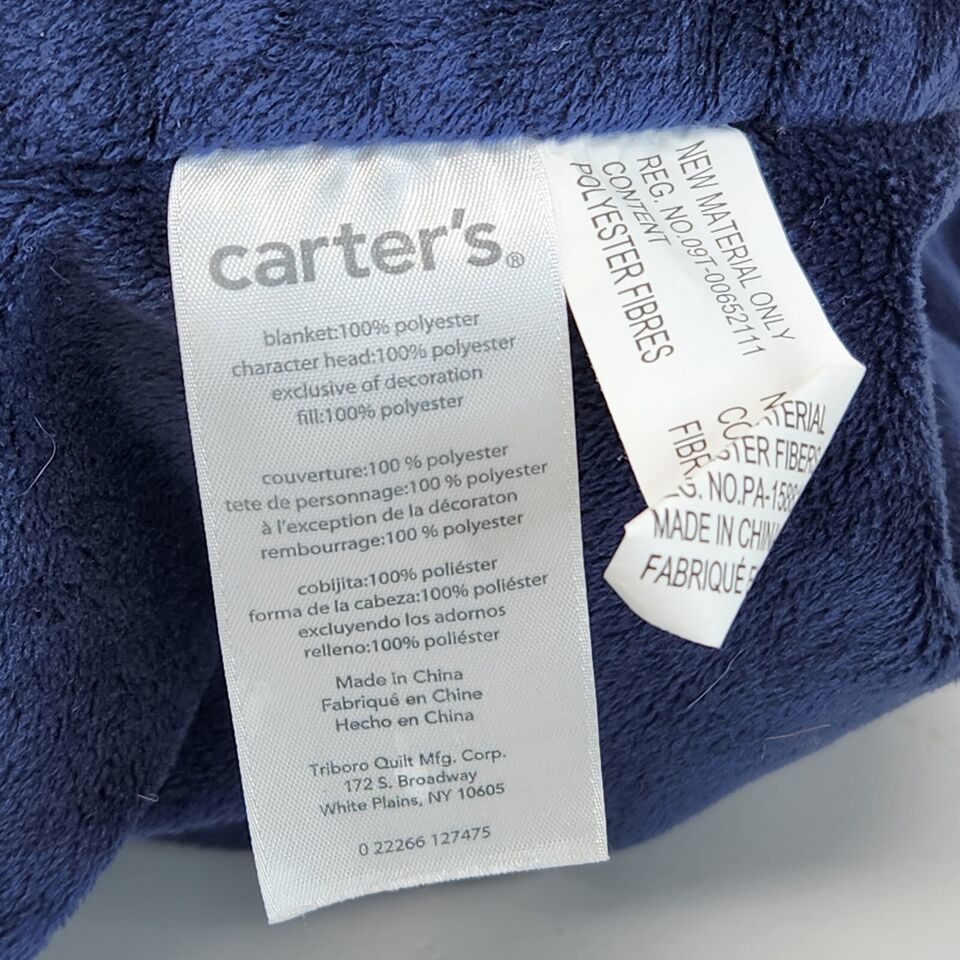 carter's®
blanket:100% polyester
character head:100% polyester
exclusive of decoration
fill:100% polyester
couverture:100 % polyester
tete de personnage:100 % polyester
à l'exception de la décoraton
rembourrage:100 % polyester
cobijita:100% poliéster
forma de la cabeza:100% poliéster
excluyendo los adornos
relleno:100% poliéster
Made in China
Fabriqué en Chine
Hecho en China
Triboro Quilt Mfg. Corp.
172 S. Broadway
White Plains, NY 10605
0 22266 127475
NEW MATERIAL ONLY
REG. NO.09T-00652111
CONTENT
POLYESTER FIBRES
FIBERS
NO.PA-158
MADE IN CHINA
FABRIQUÉ